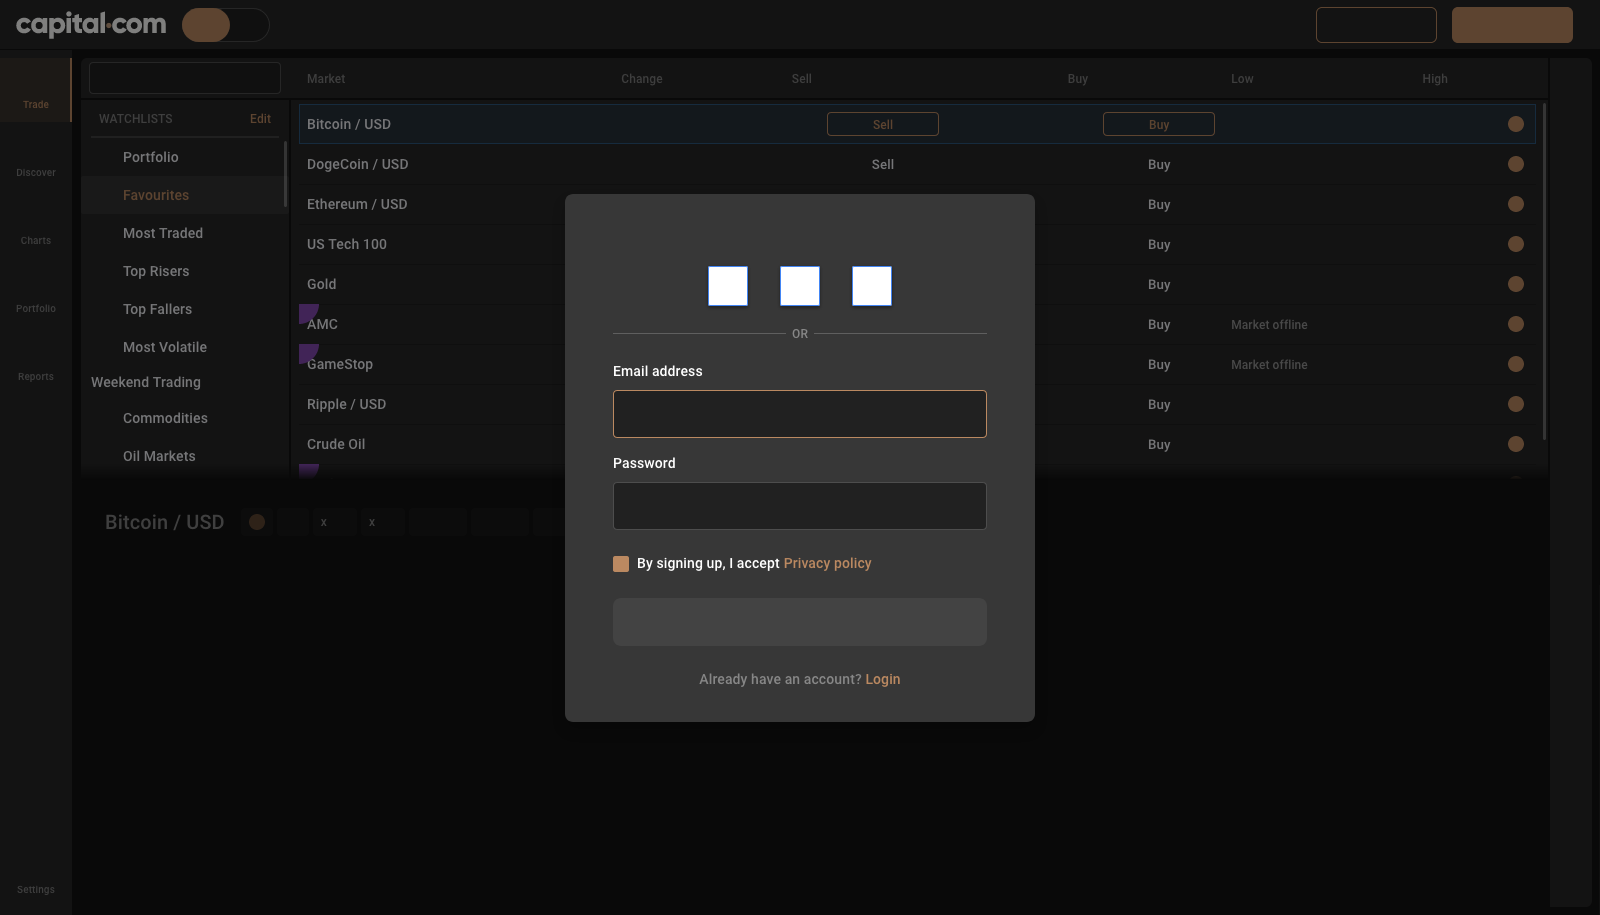 capital.com
Market Change Sell Buy Low High
Trade
Discover
Charts
Portfolio
Reports
Settings
WATCHLISTS Edit
Portfolio
Favourites
Most Traded
Top Risers
Top Fallers
Most Volatile
Weekend Trading
Commodities
Oil Markets
Bitcoin / USD Sell Buy
DogeCoin / USD Sell Buy
Ethereum / USD Buy
US Tech 100 Buy
Gold Buy
AMC Buy Market offline
GameStop Buy Market offline
Ripple / USD Buy
Crude Oil Buy
Bitcoin / USD x x
OR
Email address
Password
By signing up, I accept Privacy policy
Already have an account? Login